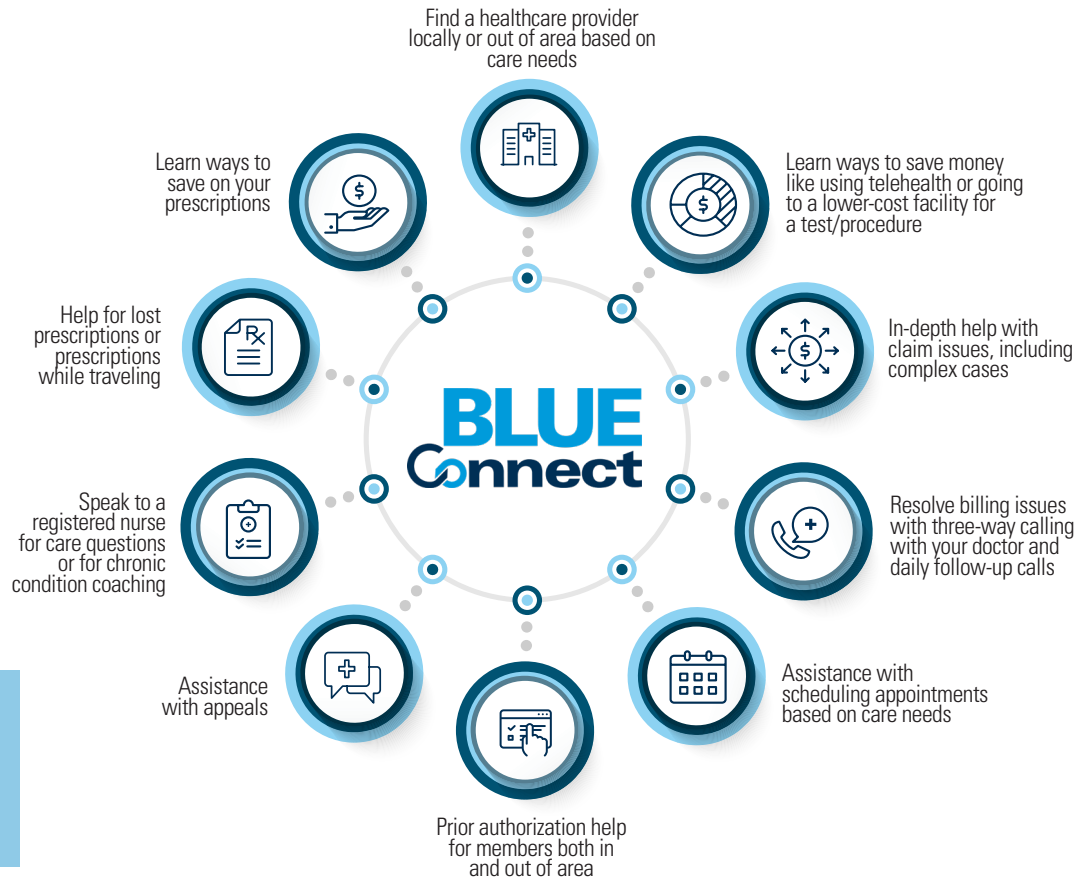 Find a healthcare provider
locally or out of area based on
care needs
Learn ways to save money
like using telehealth or going
to a lower-cost facility for
a test/procedure
In-depth help with
claim issues, including
complex cases
Resolve billing issues
with three-way calling
with your doctor and
daily follow-up calls
Assistance with
scheduling appointments
based on care needs
Prior authorization help
for members both in
and out of area
Assistance
with appeals
Speak to a
registered nurse
for care questions
or for chronic
condition coaching
Help for lost
prescriptions or
prescriptions
while traveling
Learn ways to
save on your
prescriptions
$
$
$
Rx
BLUE
Connect